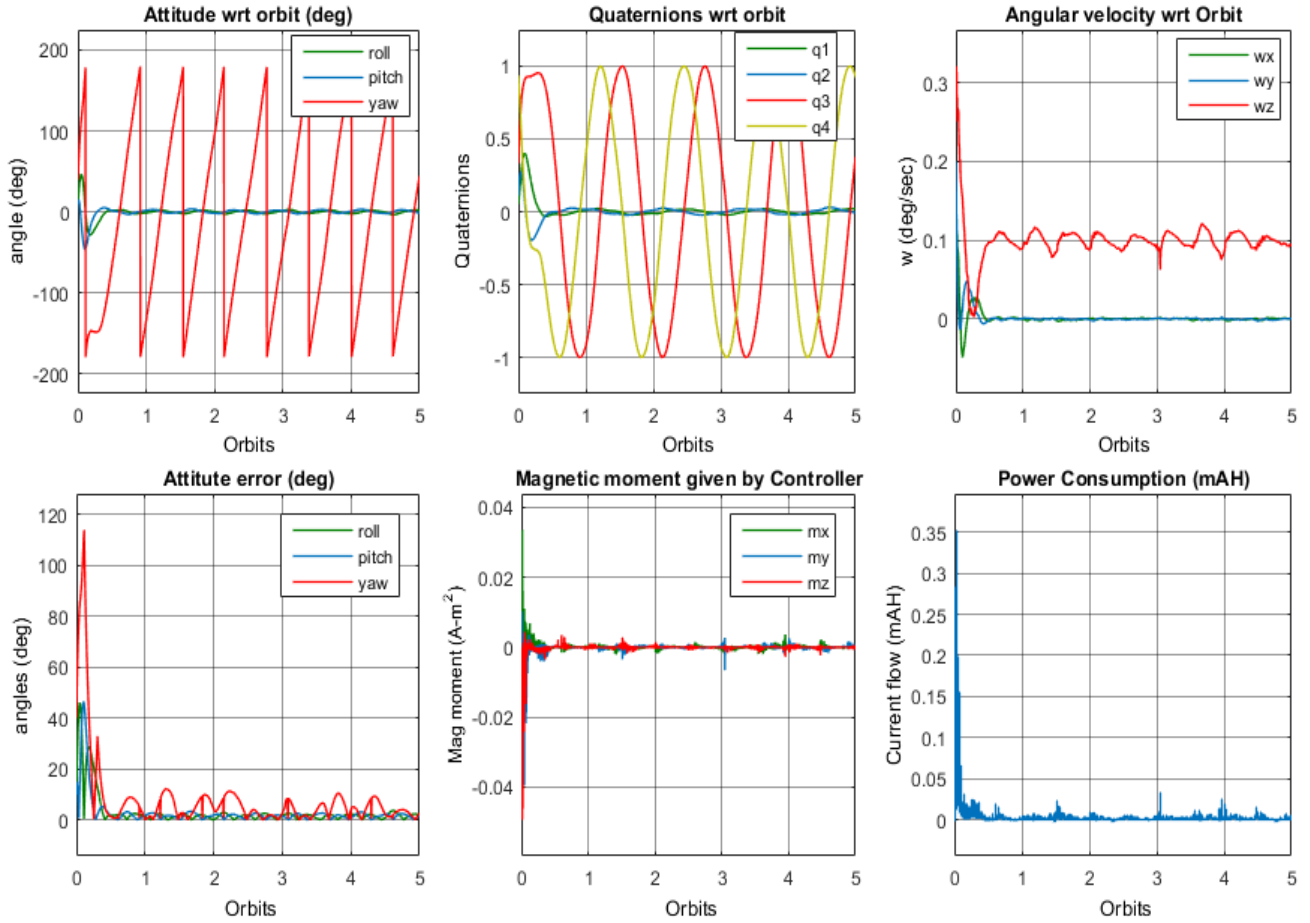 Attitude wrt orbit (deg)
200
100
0
-100
-200
angle (deg)
roll
pitch
yaw
0 1 2 3 4 5
Orbits
Quaternions wrt orbit
1
0.5
0
-0.5
-1
Quaternions
q1
q2
q3
q4
0 1 2 3 4 5
Orbits
Angular velocity wrt Orbit
0.3
0.2
0.1
0
w (deg/sec)
wx
wy
wz
0 1 2 3 4 5
Orbits
Attitute error (deg)
120
100
80
60
40
20
0
angles (deg)
roll
pitch
yaw
0 1 2 3 4 5
Orbits
Magnetic moment given by Controller
0.04
0.02
0
-0.02
-0.04
Mag moment (A-m²)
mx
my
mz
0 1 2 3 4 5
Orbits
Power Consumption (mAH)
0.35
0.3
0.25
0.2
0.15
0.1
0.05
0
Current flow (mAH)
0 1 2 3 4 5
Orbits